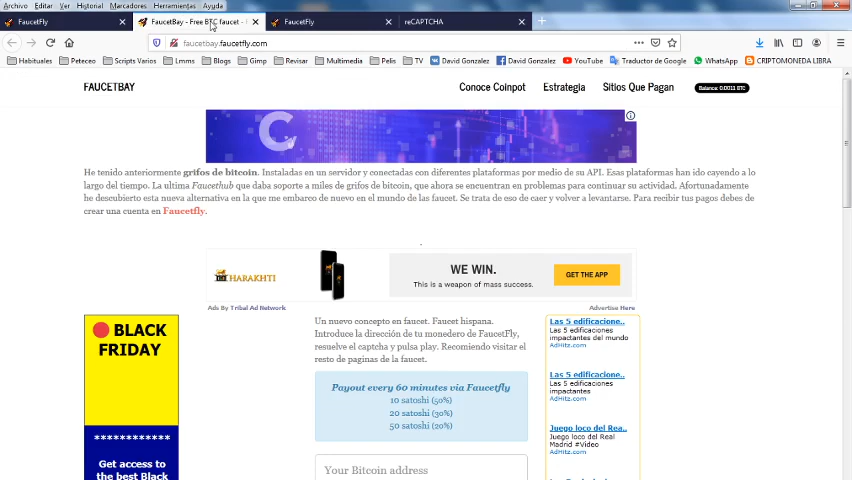 Archivo Editar Ver Historial Marcadores Herramientas Ayuda
FaucetFly
FaucetBay - Free BTC faucet -
FaucetFly
reCAPTCHA
faucetbay.faucetfly.com
Habituales Peteceo Scripts Varios Lmms Blogs Gimp Revisar Multimedia Pelis TV David Gonzalez David Gonzalez YouTube Traductor de Google WhatsApp CRIPTOMONEDA LIBRA
FAUCETBAY
Conoce Coinpot Estrategia Sitios Que Pagan Balance: 0.0011 BTC
He tenido anteriormente grifos de bitcoin. Instaladas en un servidor y conectadas con diferentes plataformas por medio de su API. Esas plataformas han ido cayendo a lo
largo del tiempo. La ultima Faucethub que daba soporte a miles de grifos de bitcoin, que ahora se encuentran en problemas para continuar su actividad. Afortunadamente
he descubierto esta nueva alternativa en la que me embarco de nuevo en el mundo de las faucet. Se trata de eso de caer y volver a levantarse. Para recibir tus pagos debes de
crear una cuenta en Faucetfly.
HARAKHTI
WE WIN.
This is a weapon of mass success.
GET THE APP
Ads By Tribal Ad Network
Advertise Here
BLACK
FRIDAY
************
Get access to
the best Black
Un nuevo concepto en faucet. Faucet hispana.
Introduce la dirección de tu monedero de FaucetFly,
resuelve el captcha y pulsa play. Recomiendo visitar el
resto de paginas de la faucet.
Payout every 60 minutes via Faucetfly
10 satoshi (50%)
20 satoshi (30%)
50 satoshi (20%)
Your Bitcoin address
Las 5 edificacione..
Las 5 edificaciones
impactantes del mundo
AdHitz.com
Las 5 edificacione..
Las 5 edificaciones
impactantes
AdHitz.com
Juego loco del Rea..
Juego loco del Real
Madrid #Video
AdHitz.com